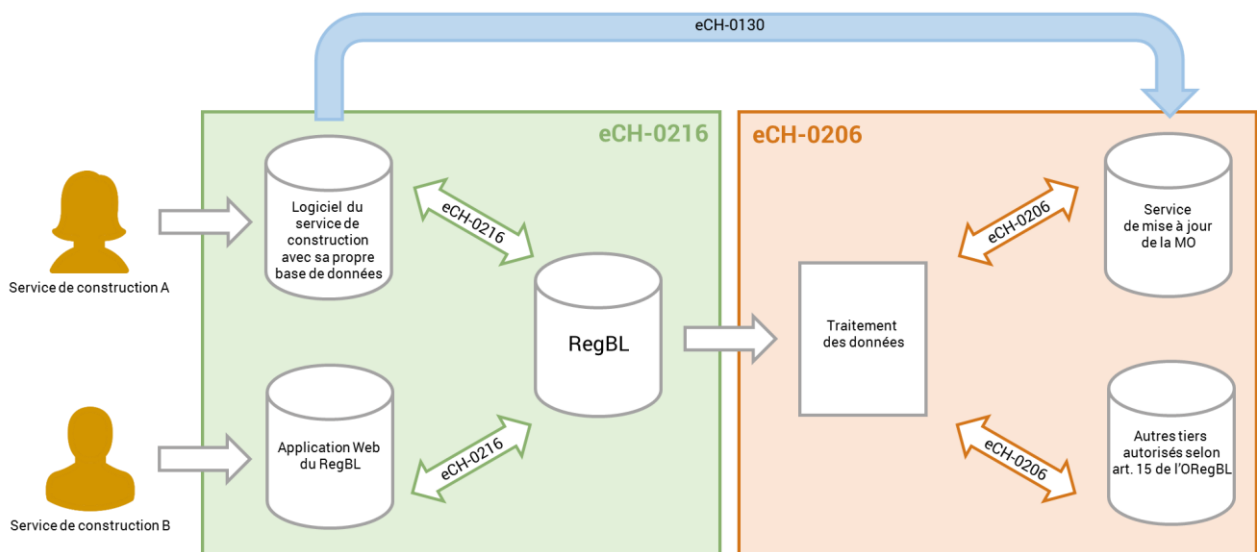 eCH-0130
eCH-0216
eCH-0206
Logiciel du
service de
construction
avec sa propre
base de données
eCH-0216
eCH-0206
Service
de mise à jour
de la MO
Service de construction A
RegBL
Traitement
des données
Application Web
du RegBL
eCH-0216
eCH-0206
Autres tiers
autorisés selon
art. 15 de l'ORegBL
Service de construction B